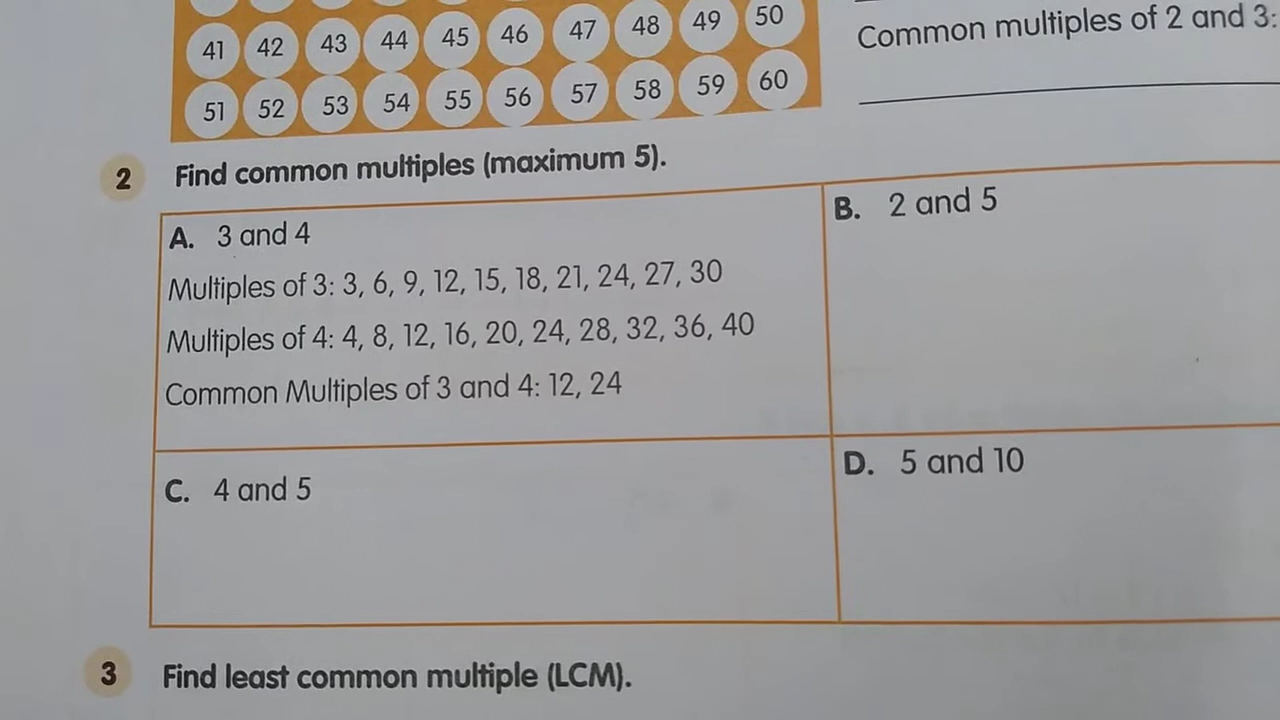 41 42 43 44 45 46 47 48 49 50
51 52 53 54 55 56 57 58 59 60
Common multiples of 2 and 3:
2 Find common multiples (maximum 5).
A. 3 and 4
Multiples of 3: 3, 6, 9, 12, 15, 18, 21, 24, 27, 30
Multiples of 4: 4, 8, 12, 16, 20, 24, 28, 32, 36, 40
Common Multiples of 3 and 4: 12, 24
B. 2 and 5
C. 4 and 5
D. 5 and 10
3 Find least common multiple (LCM).